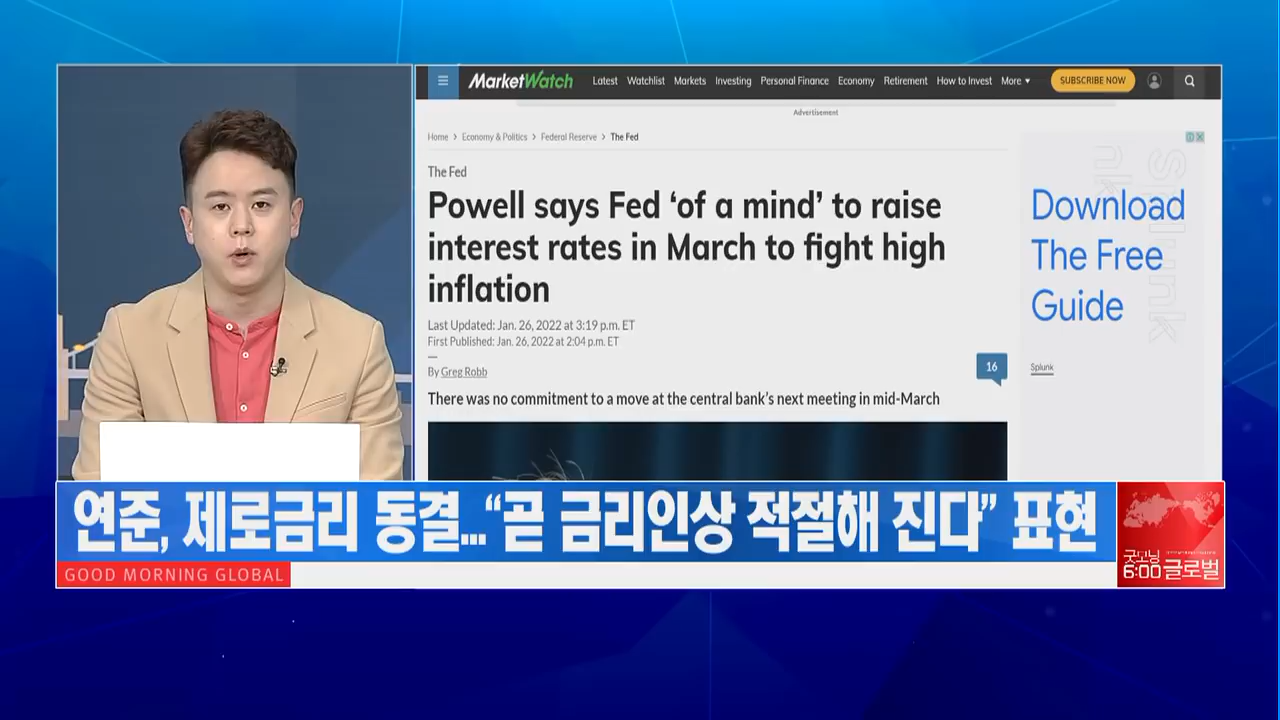 MarketWatch
Latest Watchlist Markets Investing Personal Finance Economy Retirement How to Invest More SUBSCRIBE NOW
Advertisement
Home > Economy & Politics > Federal Reserve > The Fed
The Fed
Powell says Fed ‘of a mind’ to raise
interest rates in March to fight high
inflation
Last Updated: Jan. 26, 2022 at 3:19 p.m. ET
First Published: Jan. 26, 2022 at 2:04 p.m. ET
By Greg Robb
16
There was no commitment to a move at the central bank’s next meeting in mid-March
Download
The Free
Guide
Splunk
연준, 제로금리 동결...“곧 금리인상 적절해 진다” 표현
GOOD MORNING GLOBAL
굿모닝
6:00 글로벌